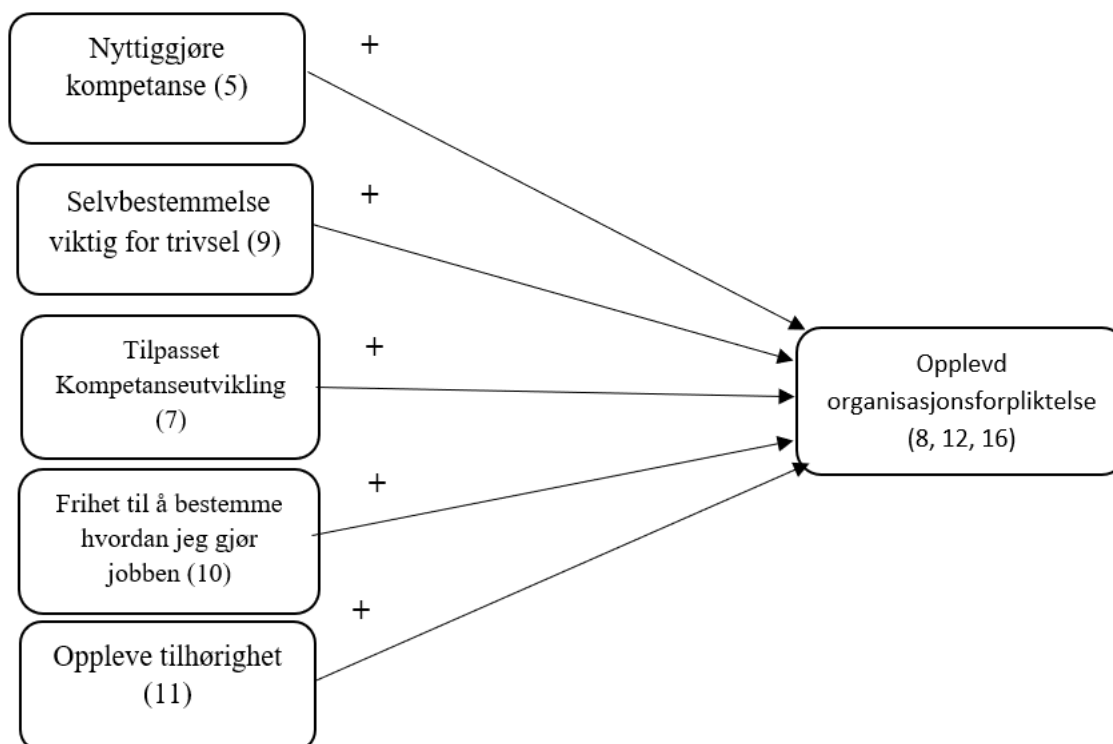 Nyttiggjøre
kompetanse (5)
+
Selvbestemmelse
viktig for trivsel (9)
+
Tilpasset
Kompetanseutvikling
(7)
+
Frihet til å bestemme
hvordan jeg gjør
jobben (10)
+
Oppleve tilhørighet
(11)
+
Opplevd
organisasjonsforpliktelse
(8, 12, 16)